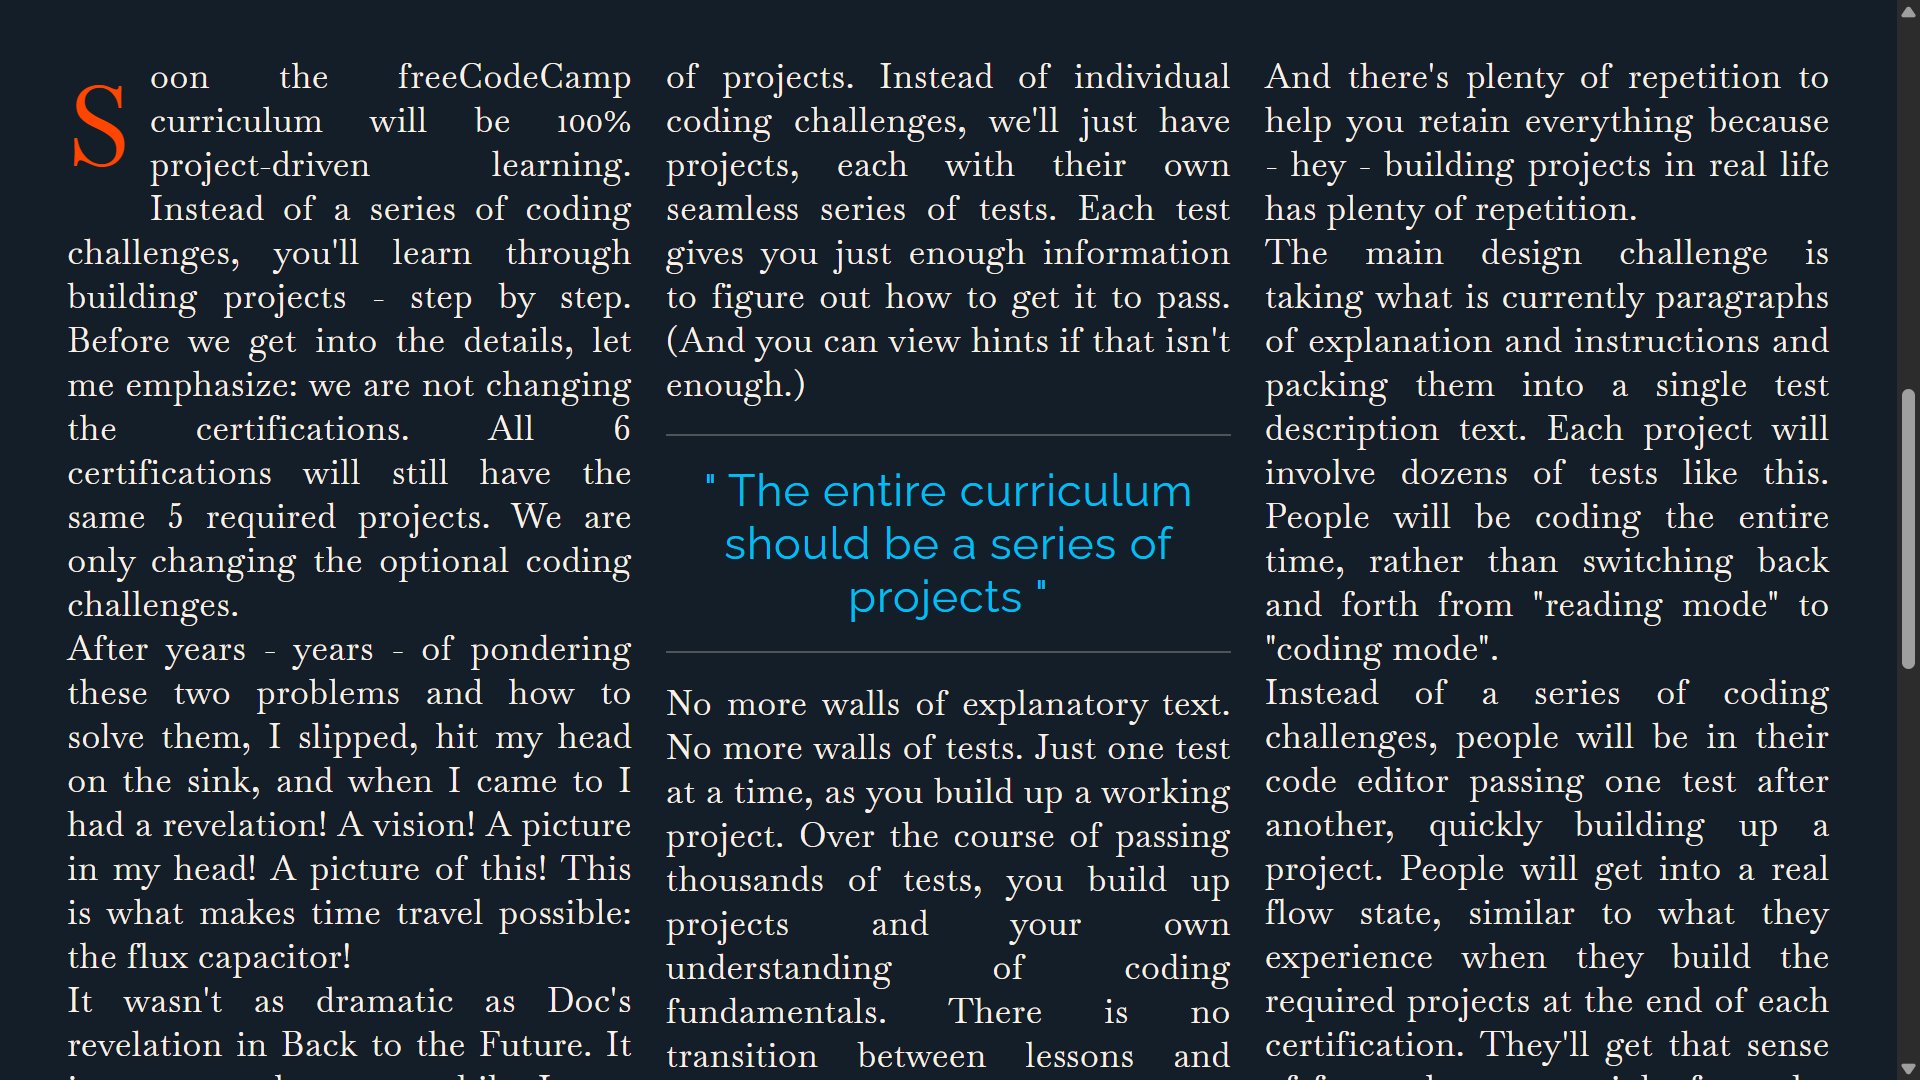 Soon the freeCodeCamp
curriculum will be 100%
project-driven learning.
Instead of a series of coding
challenges, you'll learn through
building projects - step by step.
Before we get into the details, let
me emphasize: we are not changing
the certifications. All 6
certifications will still have the
same 5 required projects. We are
only changing the optional coding
challenges.
After years - years - of pondering
these two problems and how to
solve them, I slipped, hit my head
on the sink, and when I came to I
had a revelation! A vision! A picture
in my head! A picture of this! This
is what makes time travel possible:
the flux capacitor!
It wasn't as dramatic as Doc's
revelation in Back to the Future. It
of projects. Instead of individual
coding challenges, we'll just have
projects, each with their own
seamless series of tests. Each test
gives you just enough information
to figure out how to get it to pass.
(And you can view hints if that isn't
enough.)
" The entire curriculum
should be a series of
projects "
No more walls of explanatory text.
No more walls of tests. Just one test
at a time, as you build up a working
project. Over the course of passing
thousands of tests, you build up
projects and your own
understanding of coding
fundamentals. There is no
transition between lessons and
And there's plenty of repetition to
help you retain everything because
- hey - building projects in real life
has plenty of repetition.
The main design challenge is
taking what is currently paragraphs
of explanation and instructions and
packing them into a single test
description text. Each project will
involve dozens of tests like this.
People will be coding the entire
time, rather than switching back
and forth from "reading mode" to
"coding mode".
Instead of a series of coding
challenges, people will be in their
code editor passing one test after
another, quickly building up a
project. People will get into a real
flow state, similar to what they
experience when they build the
required projects at the end of each
certification. They'll get that sense